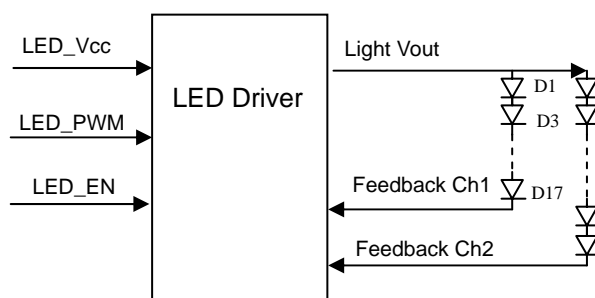 LED_Vcc
Light Vout
LED Driver
D1
D3
LED_PWM
LED_EN
Feedback Ch1
D17
Feedback Ch2